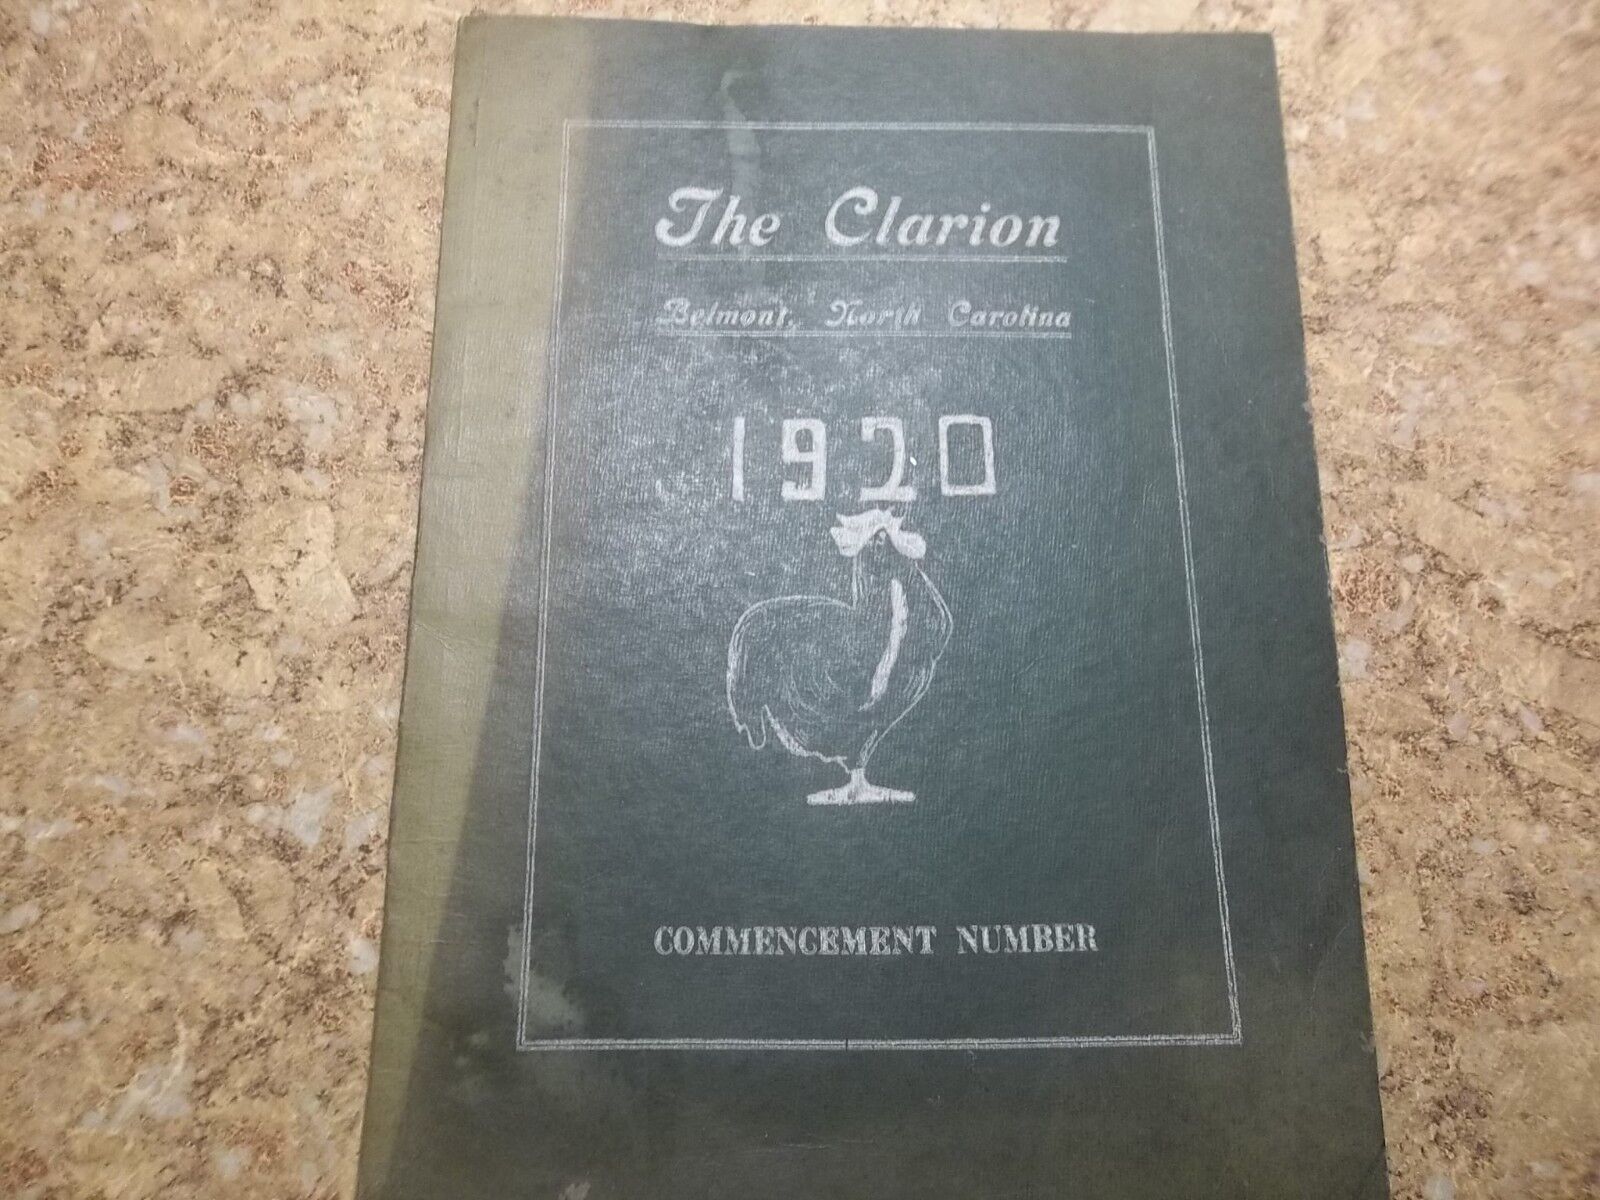 The Clarion
Belmont, North Carolina
1920
COMMENCEMENT NUMBER